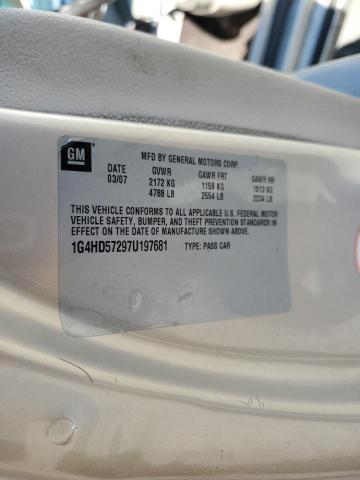 GM
MFD BY GENERAL MOTORS CORP.
DATE GVWR GAWR FRT GAWR RR
03/07 2172 KG 1159 KG 1013 KG
4788 LB 2554 LB 2234 LB
THIS VEHICLE CONFORMS TO ALL APPLICABLE U.S. FEDERAL MOTOR
VEHICLE SAFETY, BUMPER, AND THEFT PREVENTION STANDARDS
IN EFFECT ON THE DATE OF MANUFACTURE SHOWN ABOVE.
1G4HD57297U197681 TYPE: PASS CAR